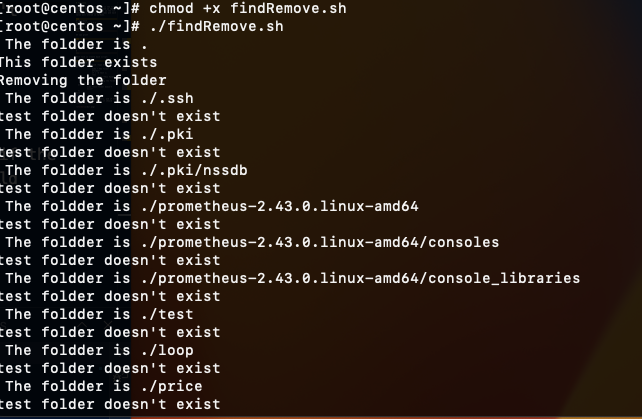 [root@centos ~]# chmod +x findRemove.sh
[root@centos ~]# ./findRemove.sh
The foldder is .
This folder exists
Removing the folder
The foldder is ./.ssh
test folder doesn't exist
The foldder is ./.pki
test folder doesn't exist
The foldder is ./.pki/nssdb
test folder doesn't exist
The foldder is ./prometheus-2.43.0.linux-amd64
test folder doesn't exist
The foldder is ./prometheus-2.43.0.linux-amd64/consoles
test folder doesn't exist
The foldder is ./prometheus-2.43.0.linux-amd64/console_libraries
test folder doesn't exist
The foldder is ./test
test folder doesn't exist
The foldder is ./loop
test folder doesn't exist
The foldder is ./price
test folder doesn't exist